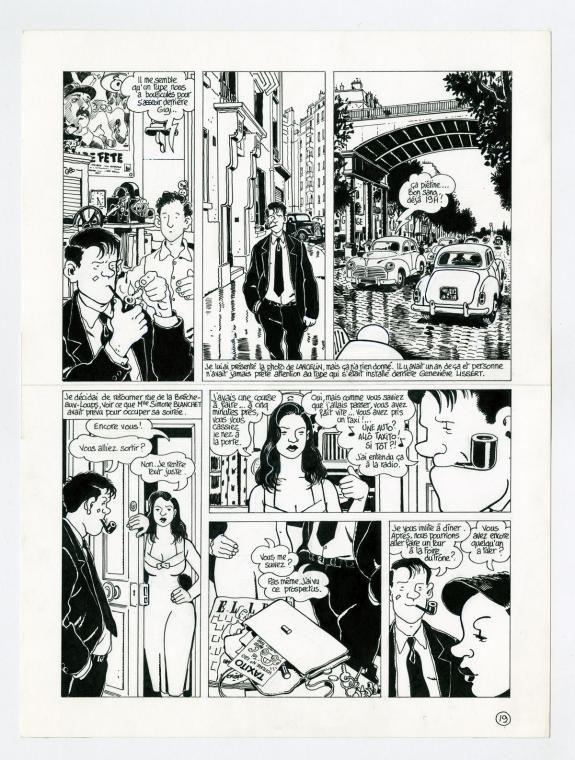 Il me semble
qu'un type nous
a bousculés pour
s'asseoir derrière
Gigi...
FETE
ça piétine...
Bon sang,
déjà 19H!
Je lui ai présenté la photo de LANCELIN, mais ça n'a rien donné. Il y avait un an de ça et personne
n'avait jamais prêté attention au type qui s'était installé derrière Geneviève LISSERT.
Je décidai de retourner rue de la Brèche-
aux-Loups, voir ce que Mme Simone BLANCHET
avait prévu pour occuper sa soirée.
Encore vous!
Vous alliez sortir?
Non...Je rentre
tout juste.
J'avais une course
à faire... à cinq
minutes près,
vous vous
cassiez
le nez à
la porte.
Oui, mais comme vous saviez
que j'allais passer, vous avez
fait vite... vous avez pris
un taxi!...
UNE AUTO?
ALLO TAXITO!
SI TÔT?!
J'ai entendu ça
à la radio.
Vous me
suivez?
Pas même. J'ai vu
ce prospectus.
ELLE
TAXITO
Je vous invite à dîner.
Après, nous pourrions
aller faire un tour
à la foire
du Trône?
Vous
avez encore
quelqu'un
à tuer?
19